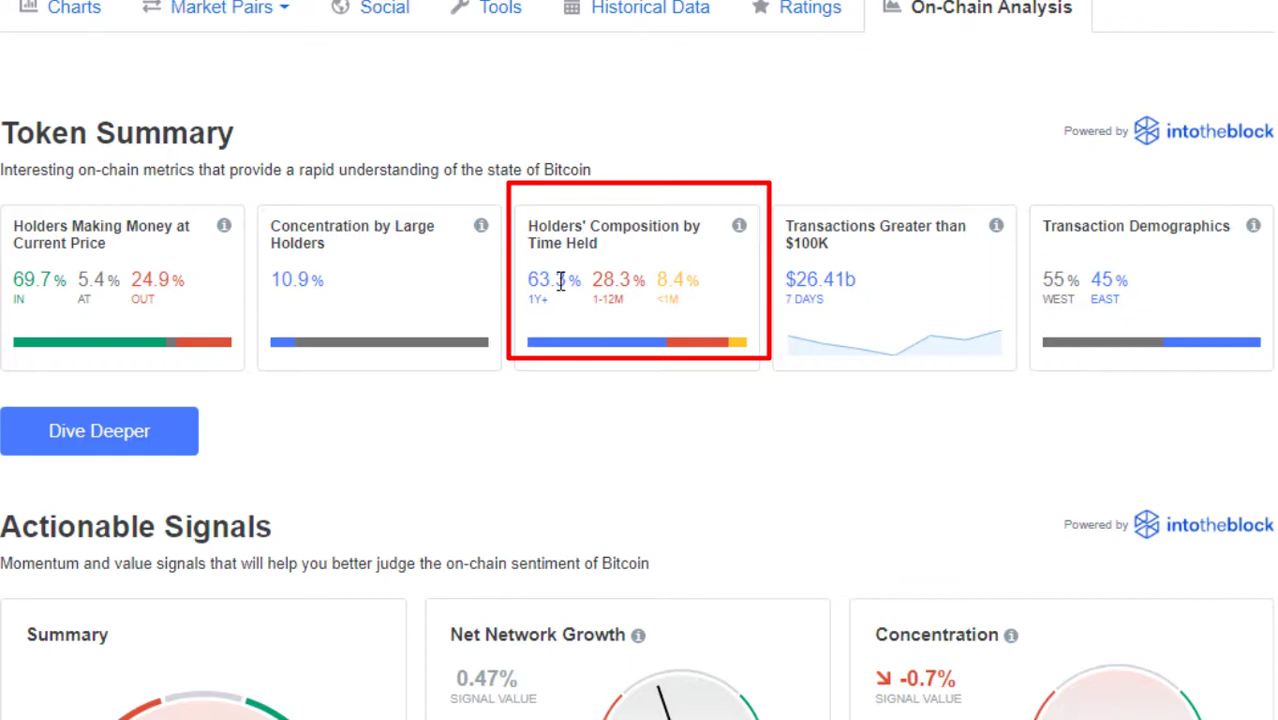 Charts Market Pairs Social Tools Historical Data Ratings On-Chain Analysis
Token Summary
Powered by intotheblock
Interesting on-chain metrics that provide a rapid understanding of the state of Bitcoin
Holders Making Money at
Current Price
69.7% 5.4% 24.9%
IN AT OUT
Concentration by Large
Holders
10.9%
Holders' Composition by
Time Held
28.3% 8.4%
1Y+ 1-12M <1M
Transactions Greater than
$100K
$26.41b
7 DAYS
Transaction Demographics
55% 45%
WEST EAST
Dive Deeper
Actionable Signals
Powered by intotheblock
Momentum and value signals that will help you better judge the on-chain sentiment of Bitcoin
Summary
Net Network Growth
0.47%
SIGNAL VALUE
Concentration
-0.7%
SIGNAL VALUE